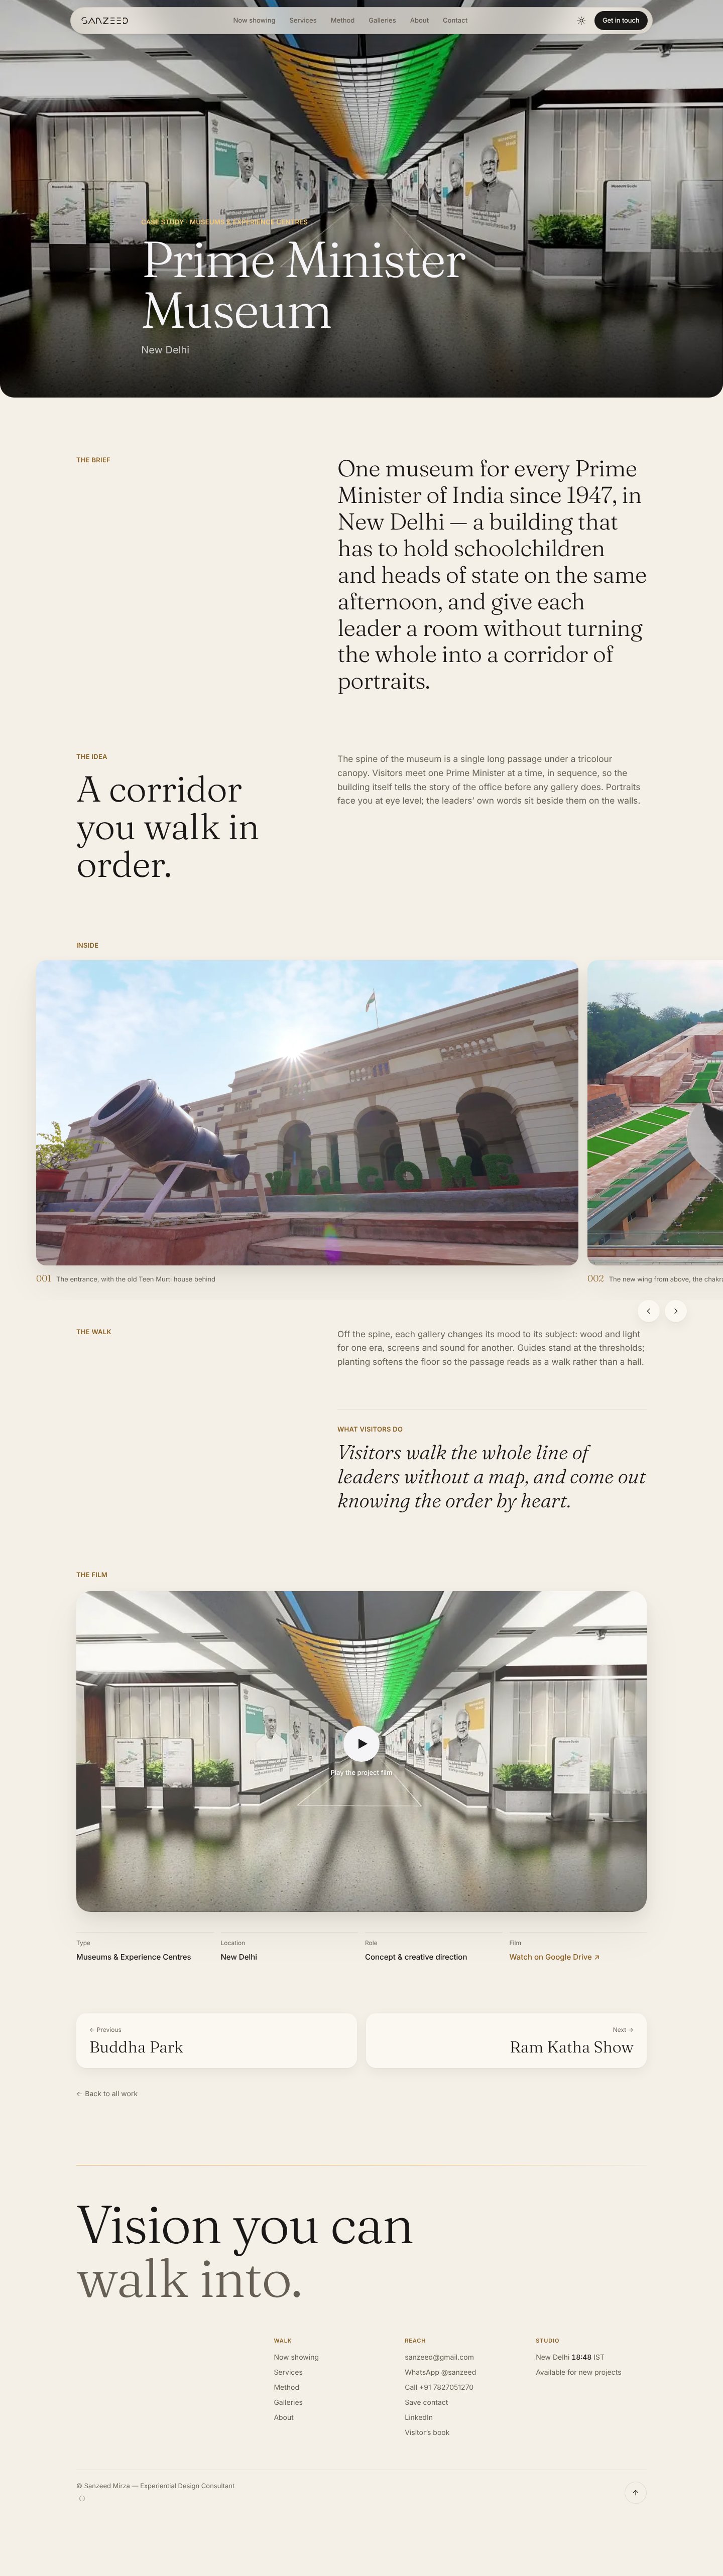 SANZEED
Now showing
Services
Method
Galleries
About
Contact
Get in touch
CASE STUDY · MUSEUMS & EXPERIENCE CENTRES
Prime Minister
Museum
New Delhi
THE BRIEF
One museum for every Prime
Minister of India since 1947, in
New Delhi — a building that
has to hold schoolchildren
and heads of state on the same
afternoon, and give each
leader a room without turning
the whole into a corridor of
portraits.
THE IDEA
A corridor
you walk in
order.
The spine of the museum is a single long passage under a tricolour
canopy. Visitors meet one Prime Minister at a time, in sequence, so the
building itself tells the story of the office before any gallery does. Portraits
face you at eye level; the leaders’ own words sit beside them on the walls.
INSIDE
WELCOME
001 The entrance, with the old Teen Murti house behind
002 The new wing from above, the chakra
THE WALK
Off the spine, each gallery changes its mood to its subject: wood and light
for one era, screens and sound for another. Guides stand at the thresholds;
planting softens the floor so the passage reads as a walk rather than a hall.
WHAT VISITORS DO
Visitors walk the whole line of
leaders without a map, and come out
knowing the order by heart.
THE FILM
Play the project film
Type
Museums & Experience Centres
Location
New Delhi
Role
Concept & creative direction
Film
Watch on Google Drive ↗
← Previous
Buddha Park
Next →
Ram Katha Show
← Back to all work
Vision you can
walk into.
WALK
Now showing
Services
Method
Galleries
About
REACH
sanzeed@gmail.com
WhatsApp @sanzeed
Call +91 7827051270
Save contact
LinkedIn
Visitor’s book
STUDIO
New Delhi 18:48 IST
Available for new projects
© Sanzeed Mirza — Experiential Design Consultant